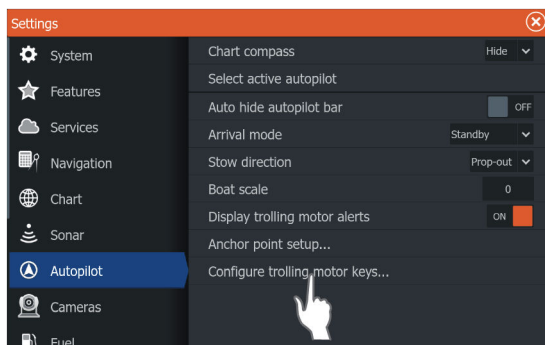 Settings
System
Features
Services
Navigation
Chart
Sonar
Autopilot
Cameras
Fuel
Chart compass Hide
Select active autopilot
Auto hide autopilot bar OFF
Arrival mode Standby
Stow direction Prop-out
Boat scale 0
Display trolling motor alerts ON
Anchor point setup...
Configure trolling motor keys...